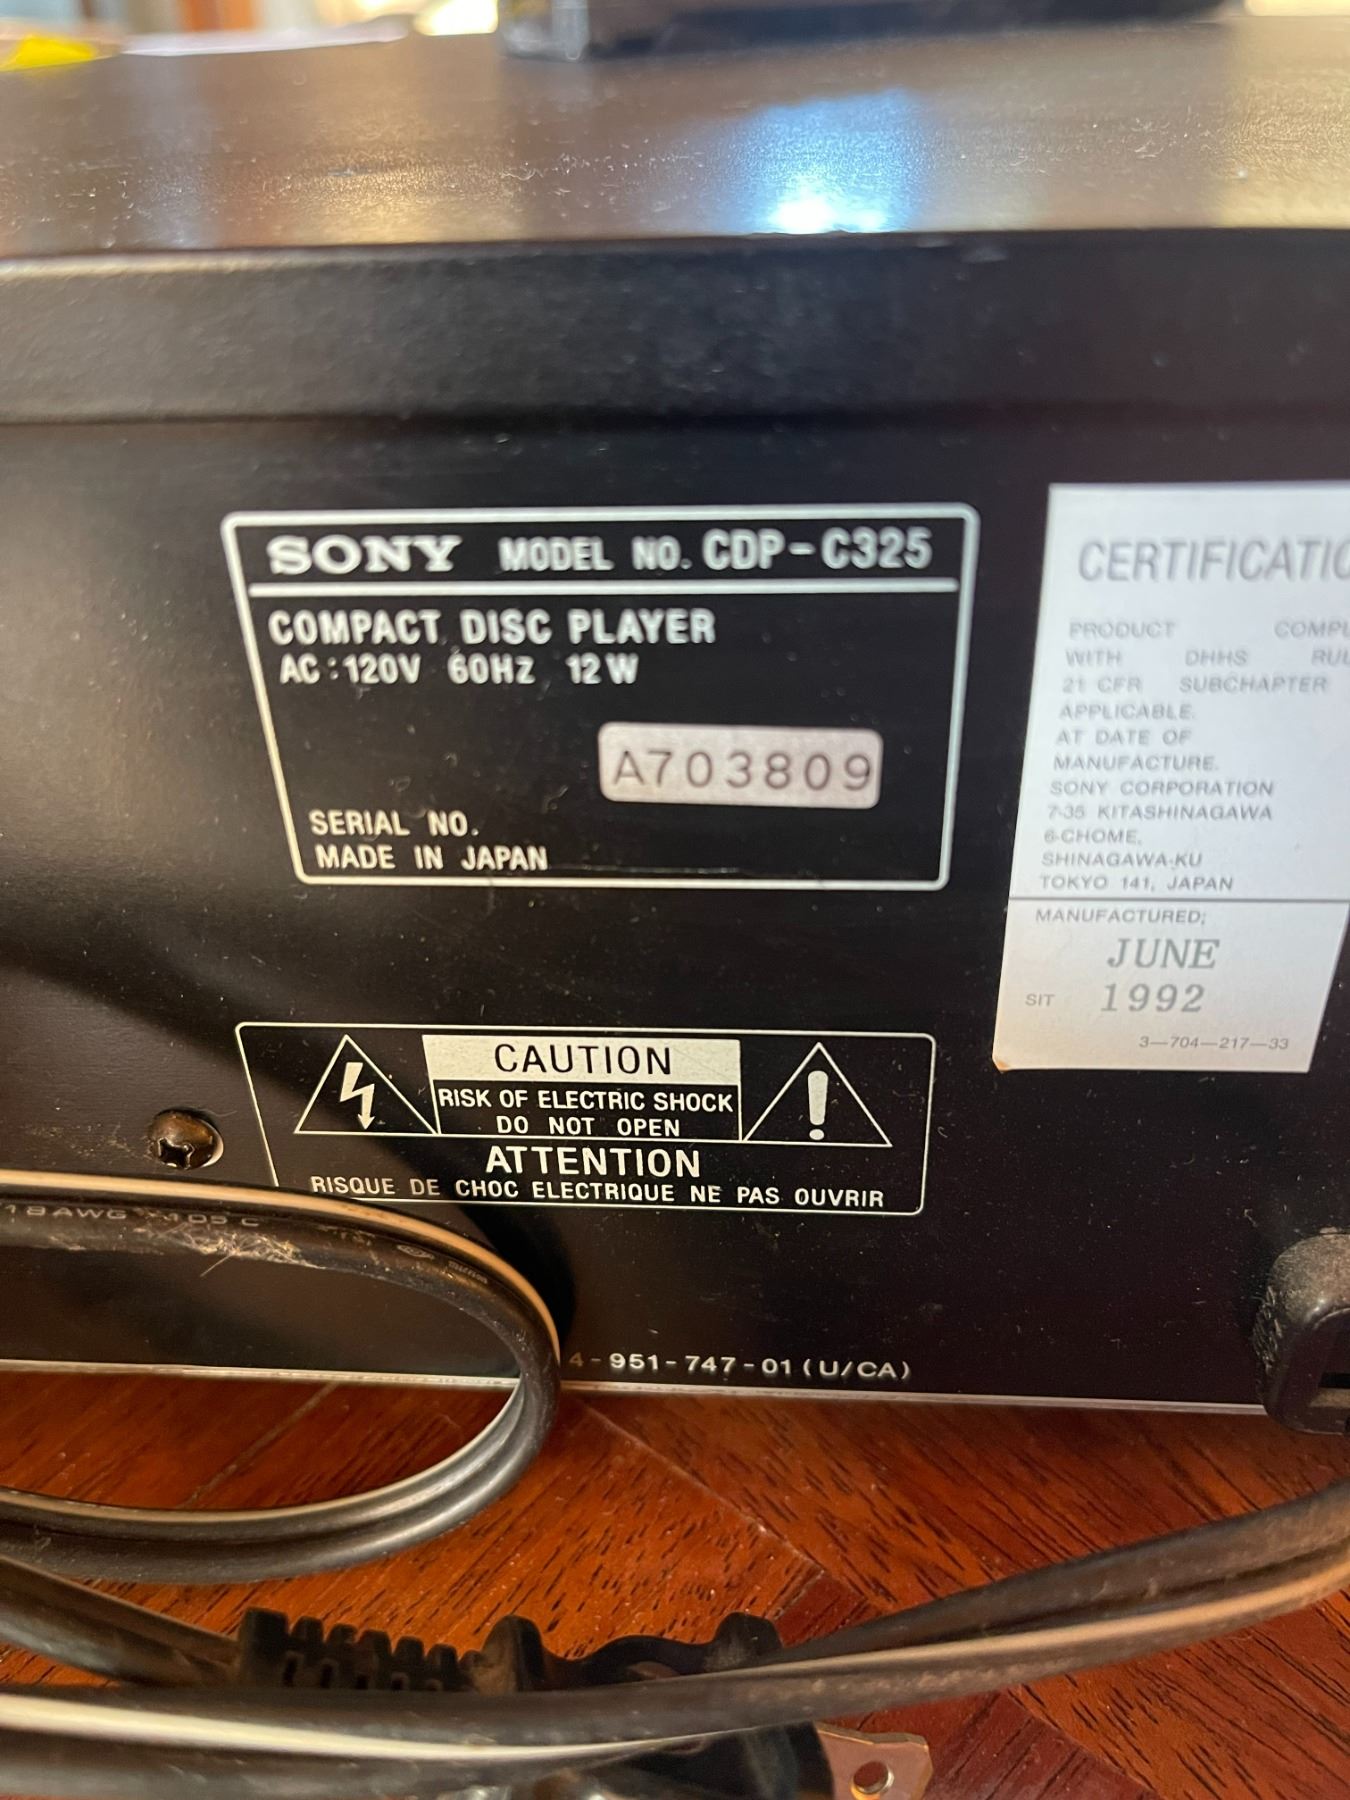 SONY MODEL NO. CDP-C325
COMPACT DISC PLAYER
AC:120V 60HZ 12W
A703809
SERIAL NO.
MADE IN JAPAN
CERTIFICATIO
PRODUCT COMPL
WITH DHHS RUL
21 CFR SUBCHAPTER
APPLICABLE.
AT DATE OF
MANUFACTURE.
SONY CORPORATION
7-35 KITASHINAGAWA
6-CHOME,
SHINAGAWA-KU
TOKYO 141, JAPAN
MANUFACTURED;
JUNE
SIT 1992
3-704-217-33
CAUTION
RISK OF ELECTRIC SHOCK
DO NOT OPEN
ATTENTION
RISQUE DE CHOC ELECTRIQUE NE PAS OUVRIR
18AWG 105 C
4-951-747-01(U/CA)